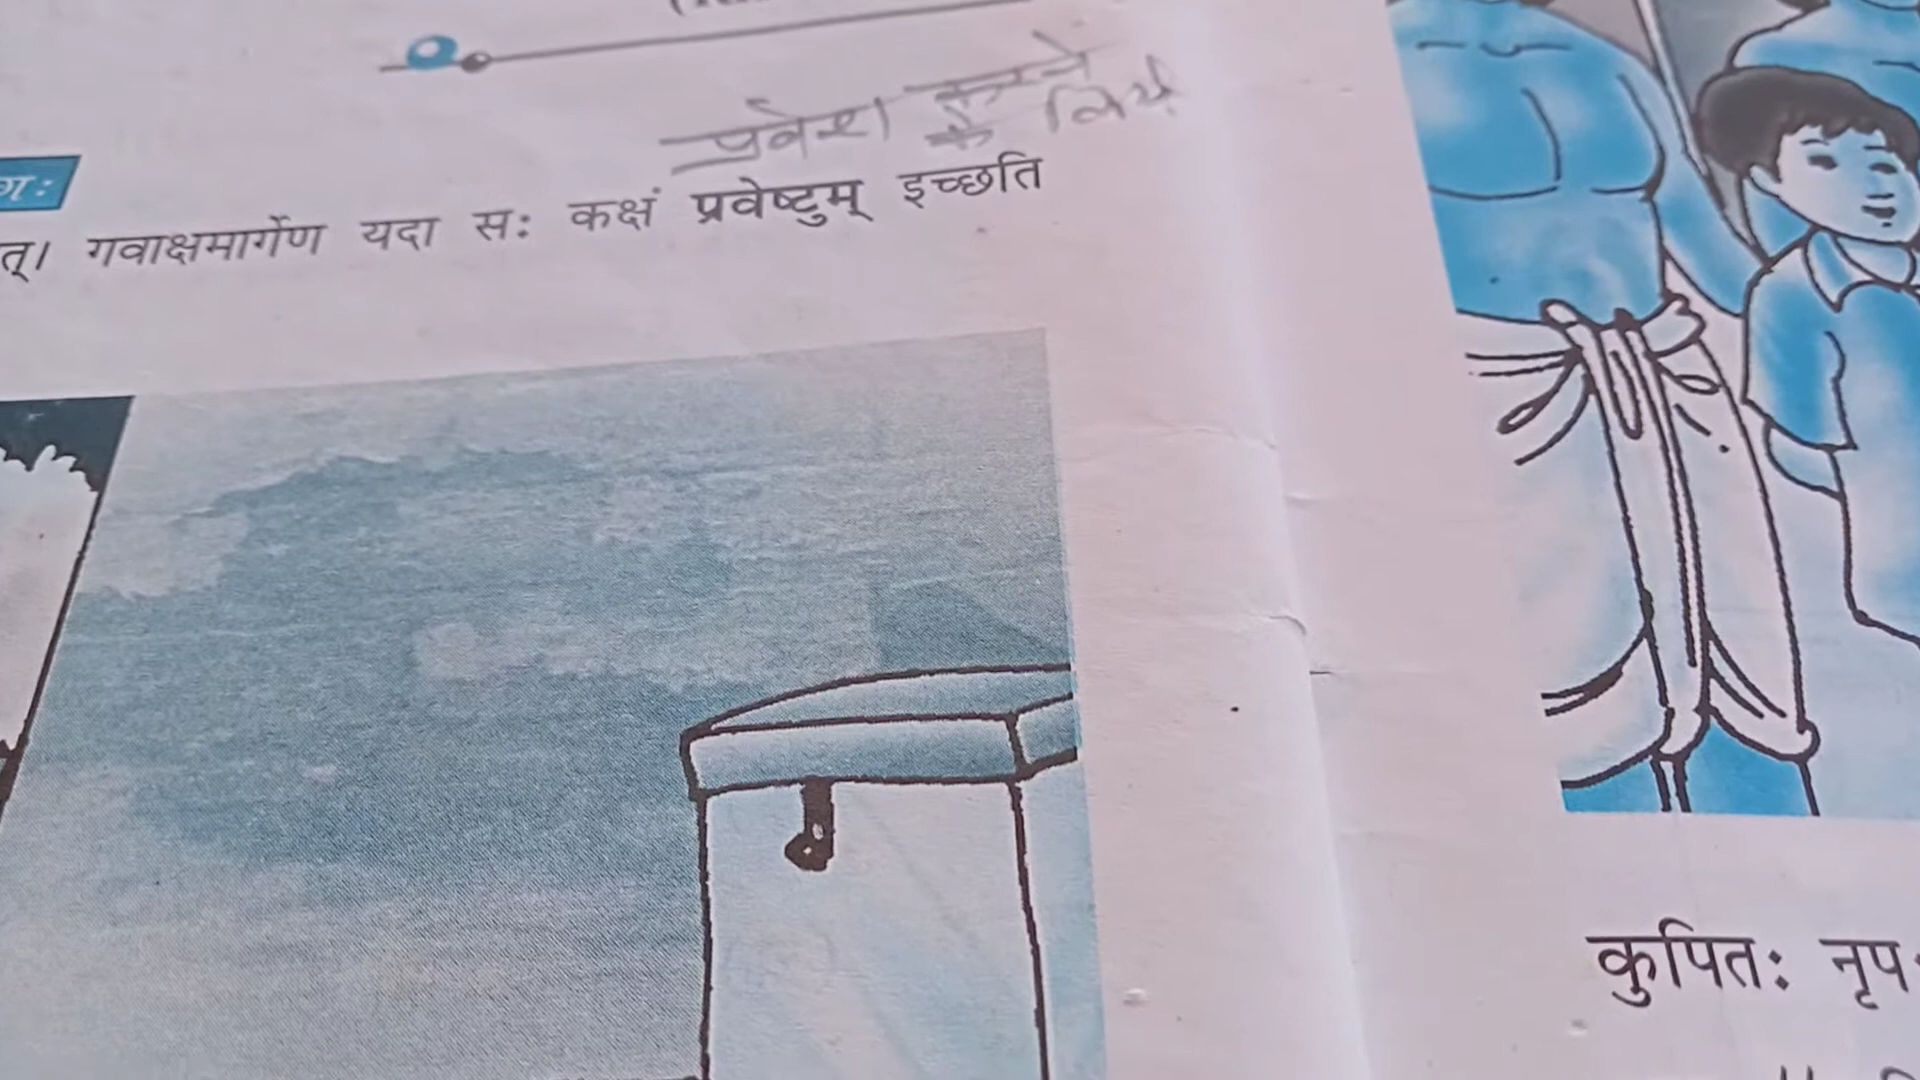 प्रवेश करने
के लिये
गः
त्। गवाक्षमार्गेण यदा सः कक्षं प्रवेष्टुम् इच्छति
कुपितः नृपः